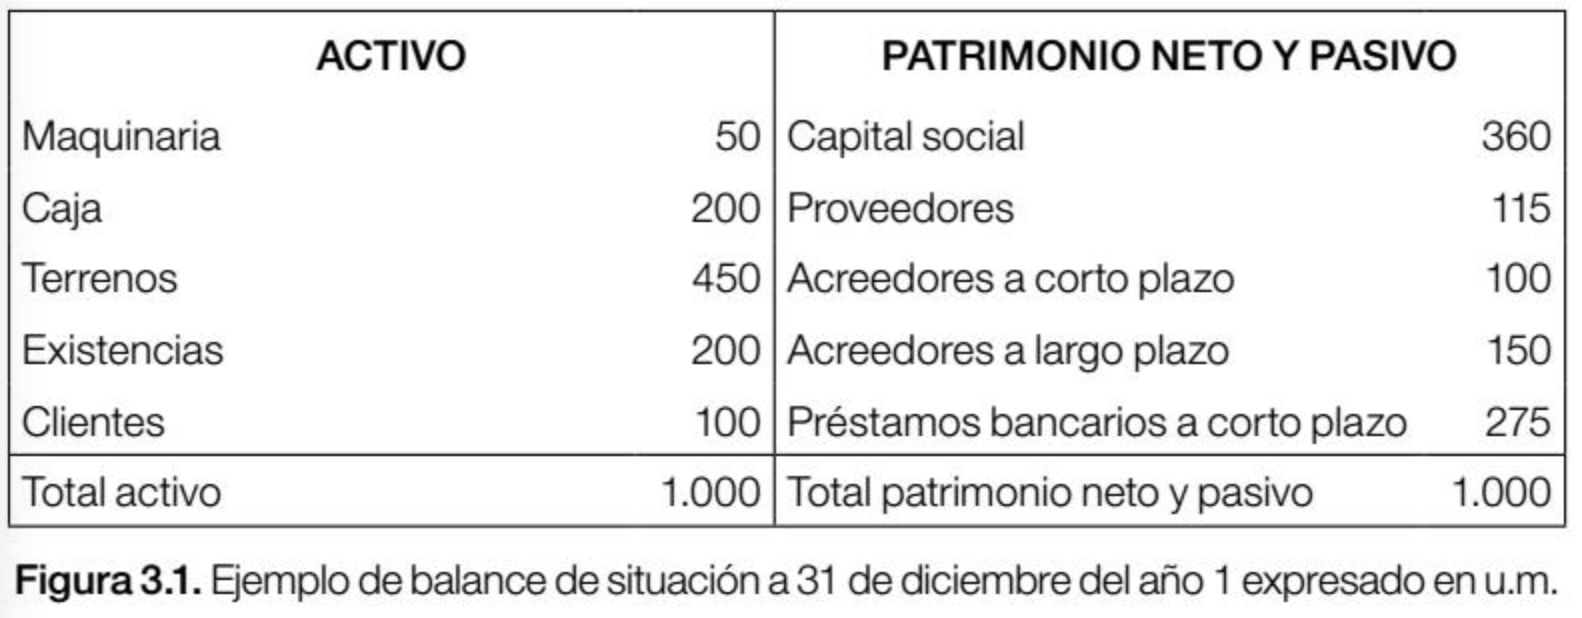 ACTIVO PATRIMONIO NETO Y PASIVO
Maquinaria 50 Capital social 360
Caja 200 Proveedores 115
Terrenos 450 Acreedores a corto plazo 100
Existencias 200 Acreedores a largo plazo 150
Clientes 100 Préstamos bancarios a corto plazo 275
Total activo 1.000 Total patrimonio neto y pasivo 1.000
Figura 3.1. Ejemplo de balance de situación a 31 de diciembre del año 1 expresado en u.m.